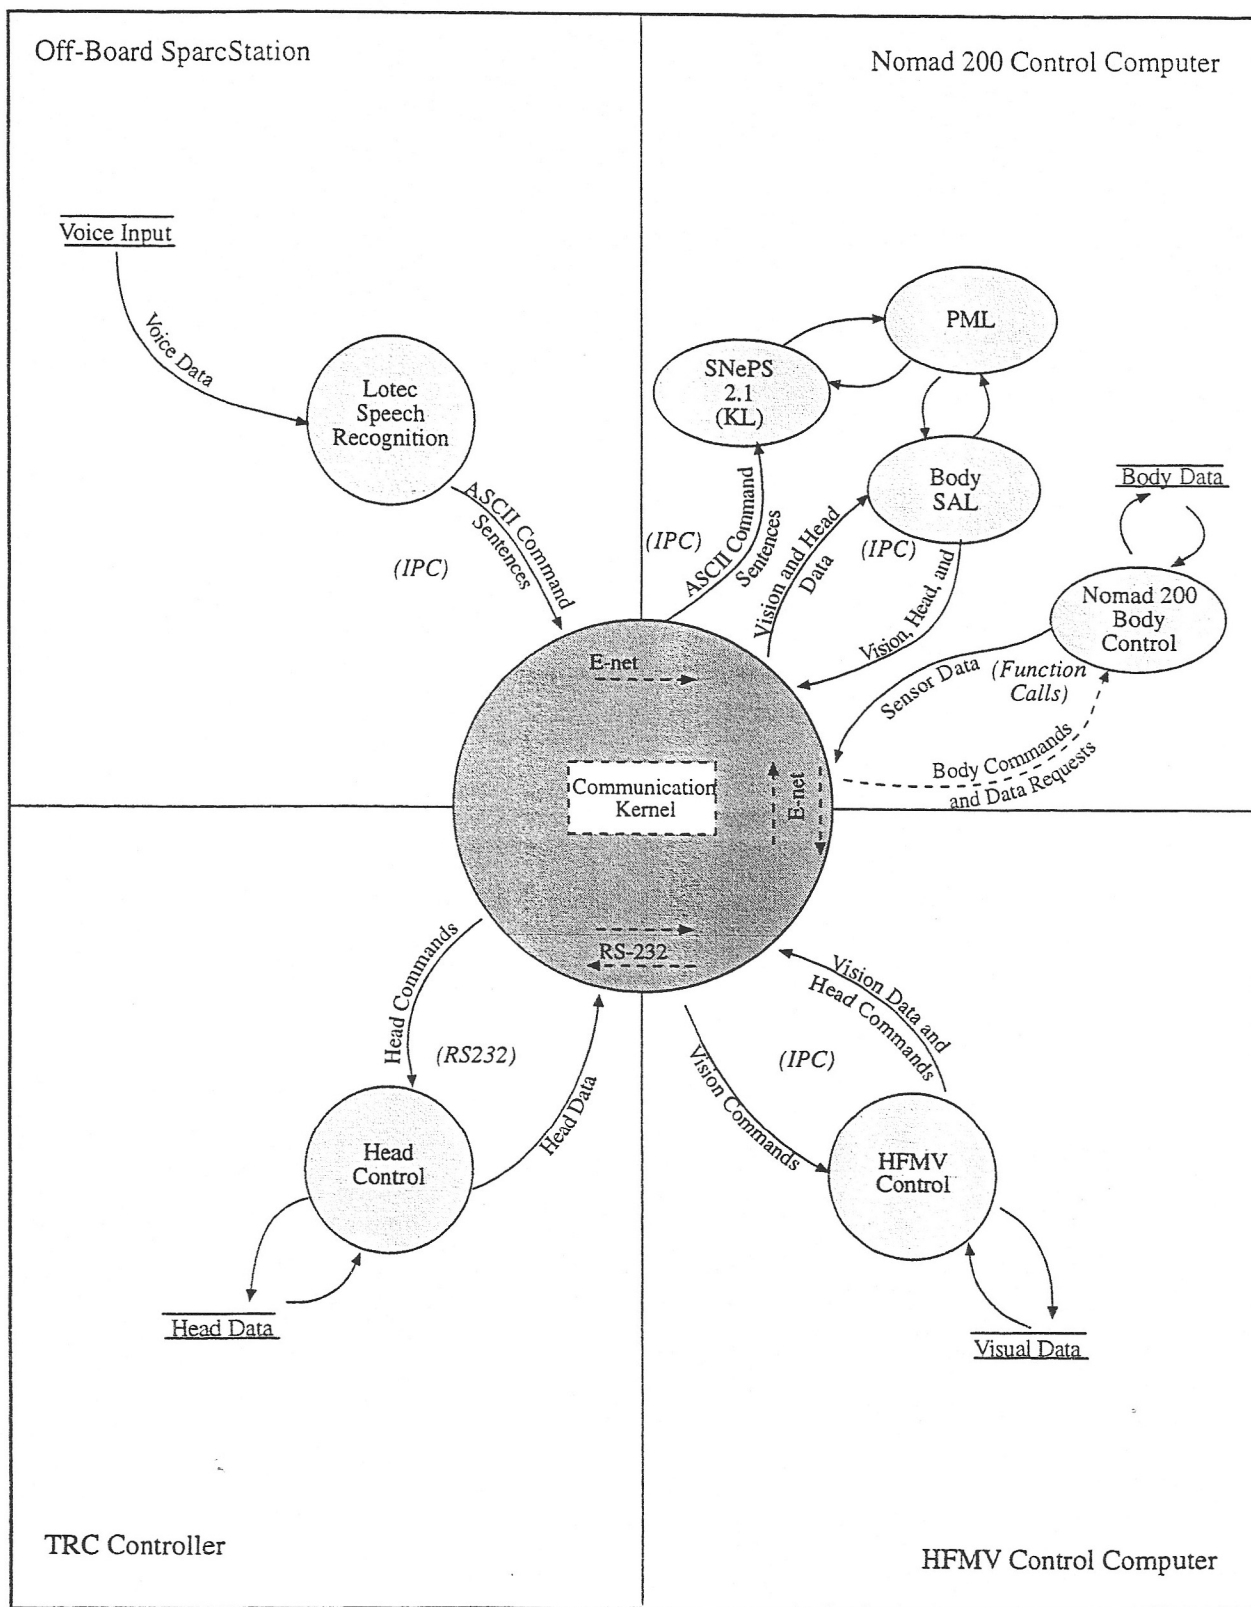 Off-Board SparcStation
Nomad 200 Control Computer
Voice Input
Voice Data
Lotec
Speech
Recognition
ASCII Command
Sentences
(IPC)
PML
SNePS
2.1
(KL)
Body
SAL
Body Data
Nomad 200
Body
Control
(IPC)
ASCII Command
Sentences
Vision and Head
Data
(IPC)
Vision, Head, and
Sensor Data
(Function
Calls)
Body Commands
and Data Requests
E-net
Communication
Kernel
E-net
RS-232
Head Commands
(RS232)
Head Data
Head
Control
Head Data
Vision Data and
Head Commands
(IPC)
Vision Commands
HFMV
Control
Visual Data
TRC Controller
HFMV Control Computer